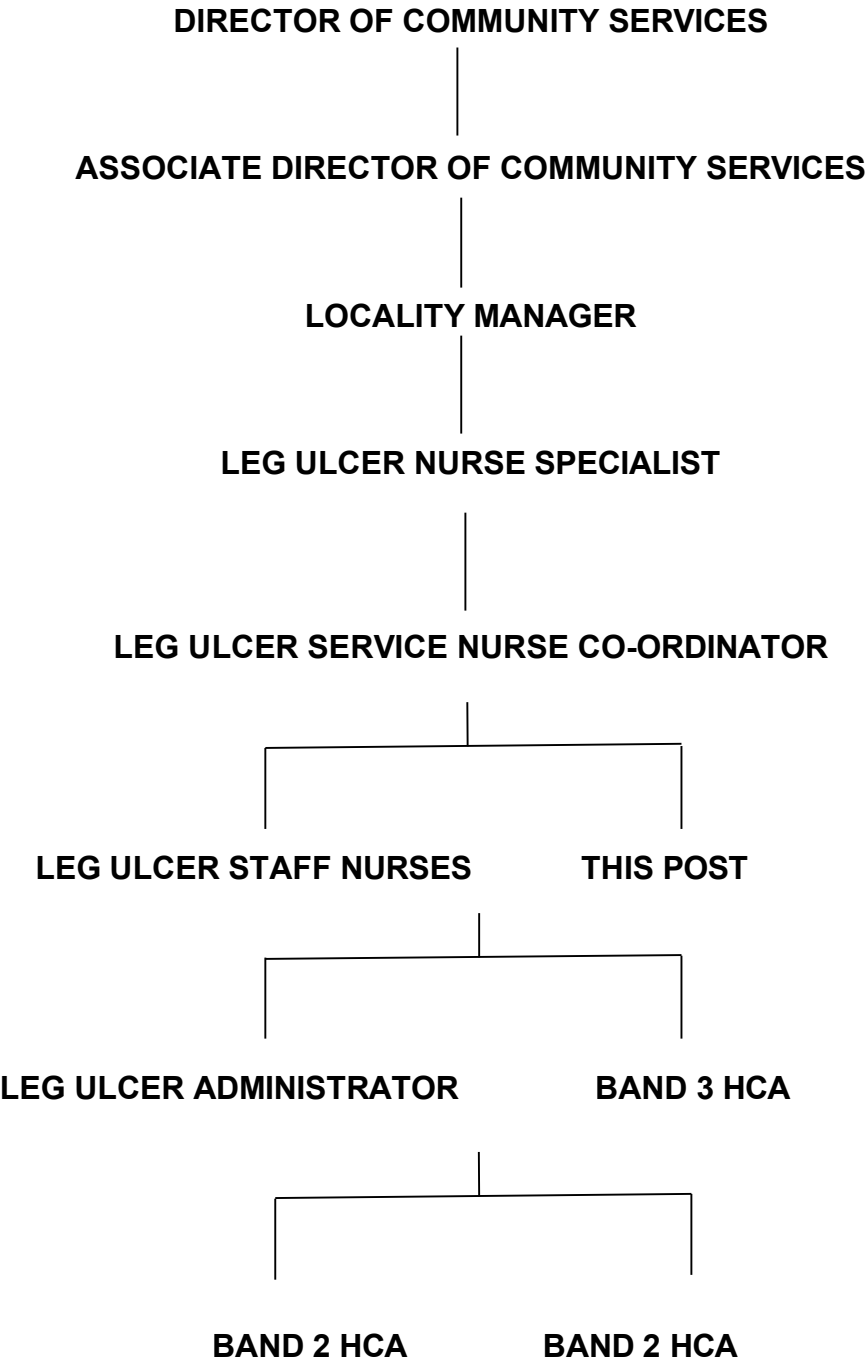 DIRECTOR OF COMMUNITY SERVICES
ASSOCIATE DIRECTOR OF COMMUNITY SERVICES
LOCALITY MANAGER
LEG ULCER NURSE SPECIALIST
LEG ULCER SERVICE NURSE CO-ORDINATOR
LEG ULCER STAFF NURSES THIS POST
LEG ULCER ADMINISTRATOR BAND 3 HCA
BAND 2 HCA BAND 2 HCA